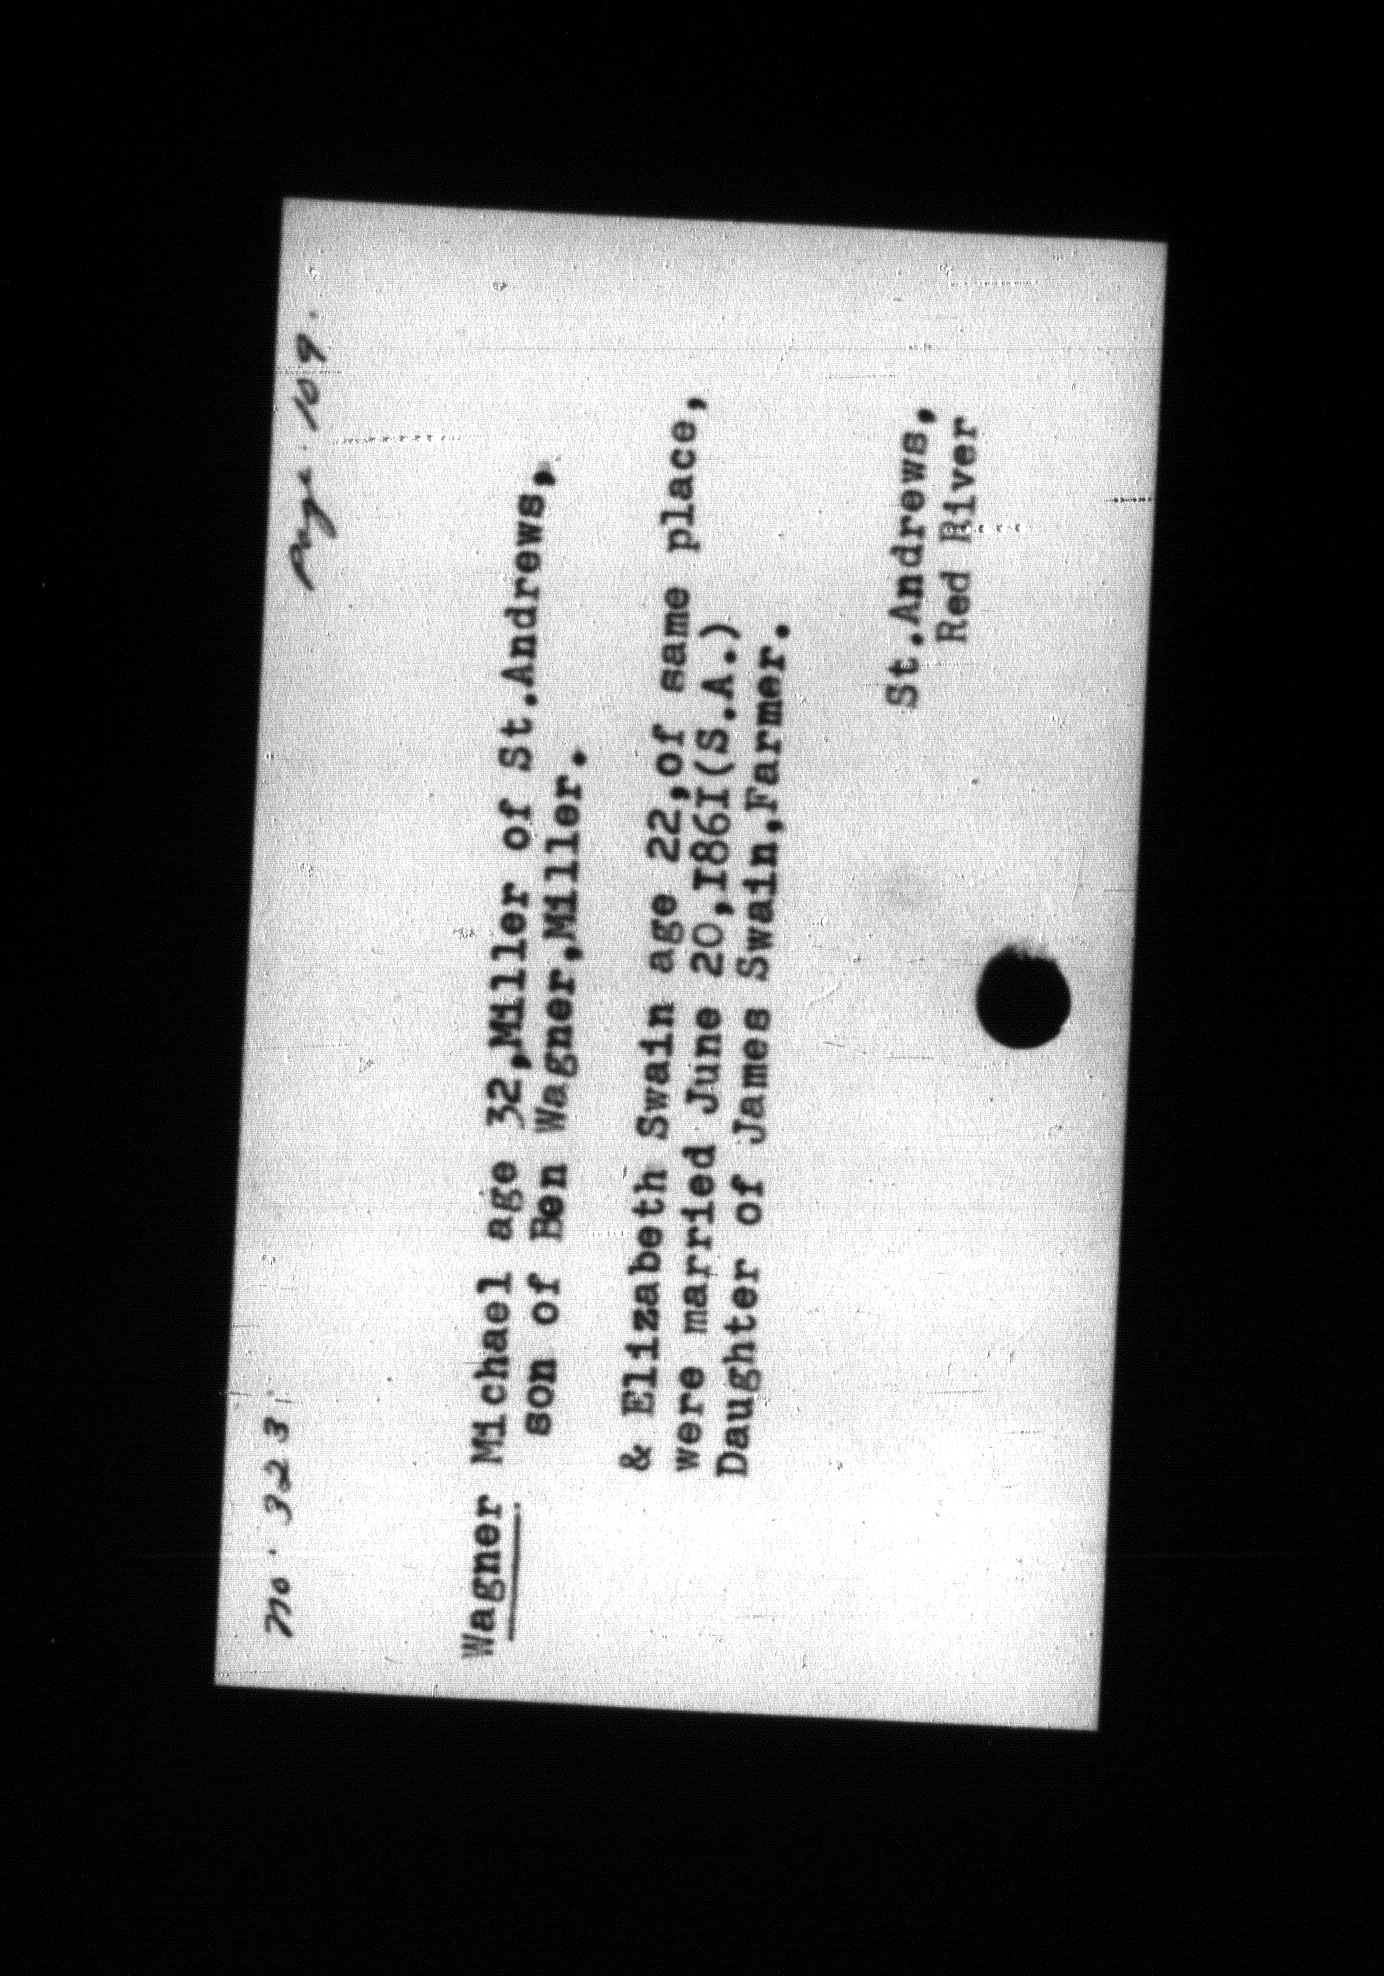 No. 323
Page. 109.
Wagner Michael age 32,Miller of St.Andrews,
son of Ben Wagner,Miller.
& Elizabeth Swain age 22,of same place,
were married June 20,I86I(S.A.)
Daughter of James Swain,Farmer.
St.Andrews,
Red River